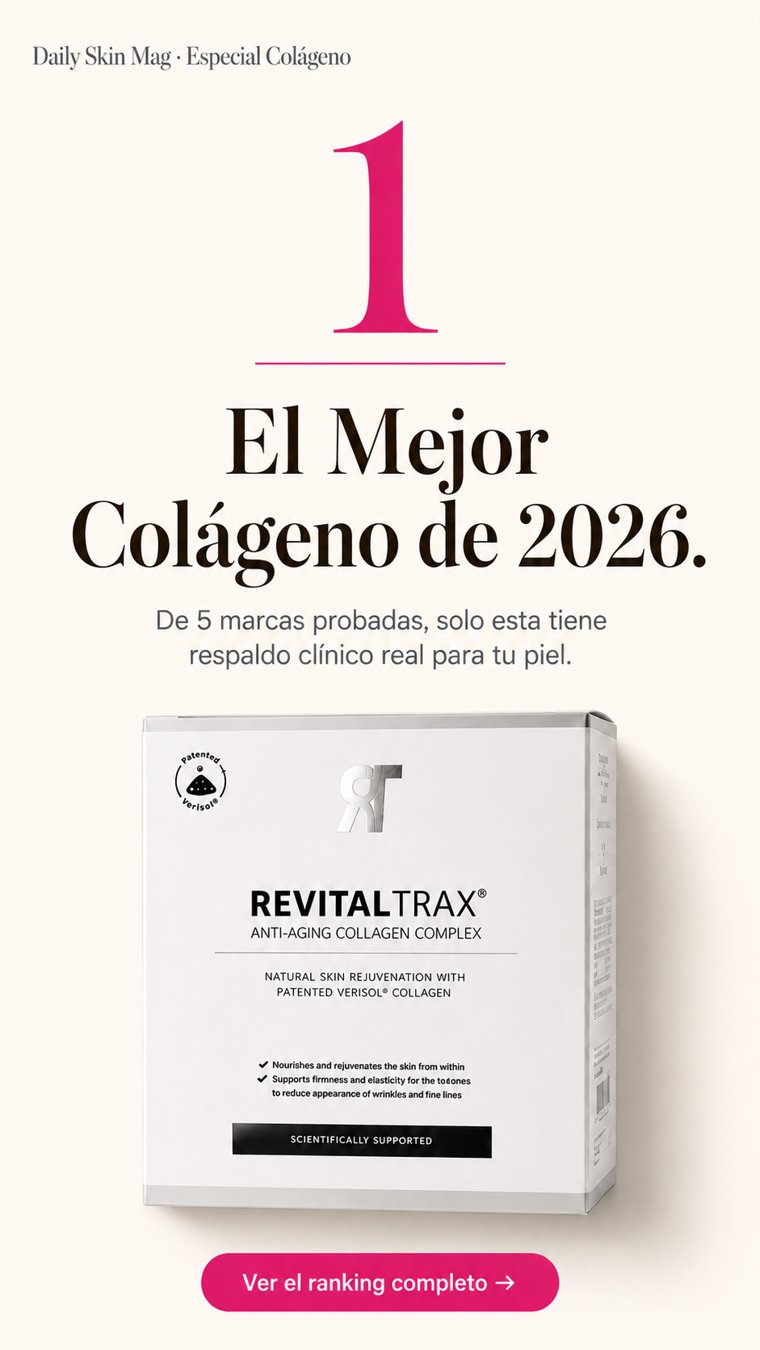 Daily Skin Mag · Especial Colágeno
1
El Mejor
Colágeno de 2026.
De 5 marcas probadas, solo esta tiene
respaldo clínico real para tu piel.
Patented
Verisol®
RT
REVITALTRAX®
ANTI-AGING COLLAGEN COMPLEX
NATURAL SKIN REJUVENATION WITH
PATENTED VERISOL® COLLAGEN
✓ Nourishes and rejuvenates the skin from within
✓ Supports firmness and elasticity for the
to reduce appearance of wrinkles and fine lines
SCIENTIFICALLY SUPPORTED
Ver el ranking completo →